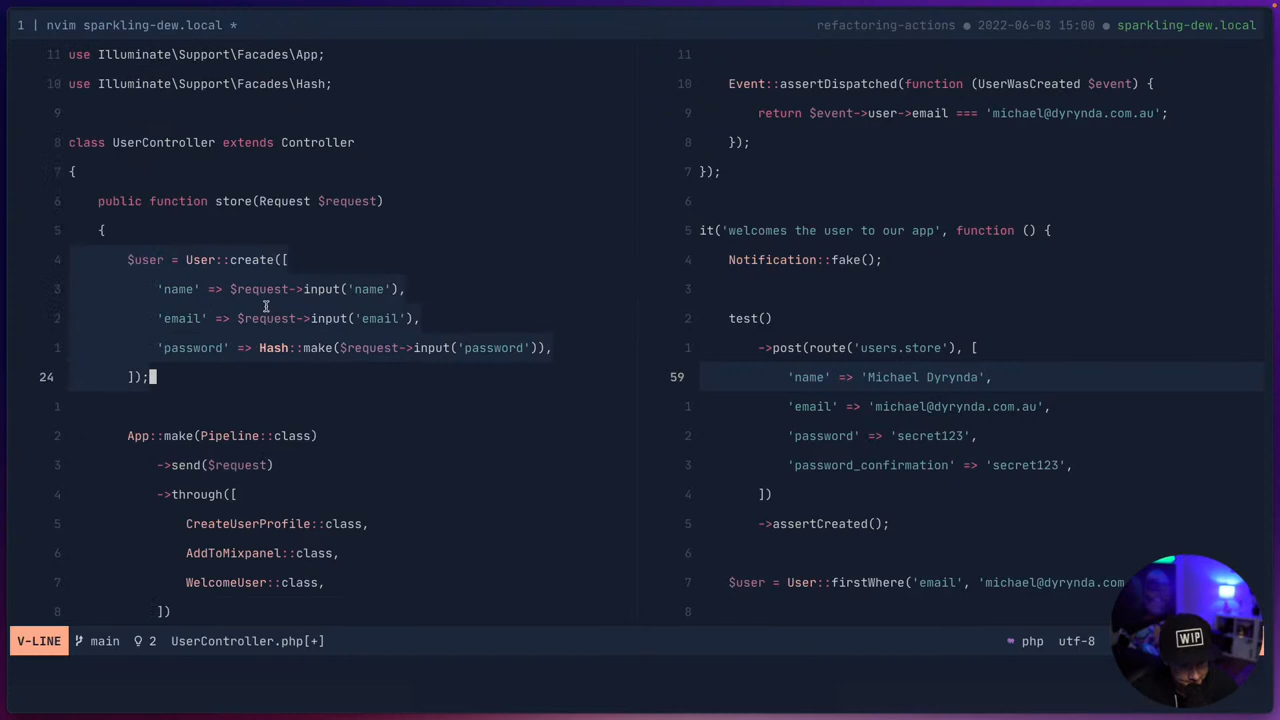 1 | nvim sparkling-dew.local *
refactoring-actions ● 2022-06-03 15:00 ● sparkling-dew.local
11 use Illuminate\Support\Facades\App;
10 use Illuminate\Support\Facades\Hash;
9
8 class UserController extends Controller
7 {
6 public function store(Request $request)
5 {
4 $user = User::create([
3 'name' => $request->input('name'),
2 'email' => $request->input('email'),
1 'password' => Hash::make($request->input('password')),
24 ]);
1
2 App::make(Pipeline::class)
3 ->send($request)
4 ->through([
5 CreateUserProfile::class,
6 AddToMixpanel::class,
7 WelcomeUser::class,
8 ])
11
10 Event::assertDispatched(function (UserWasCreated $event) {
9 return $event->user->email === 'michael@dyrynda.com.au';
8 });
7 });
6
5 it('welcomes the user to our app', function () {
4 Notification::fake();
3
2 test()
1 ->post(route('users.store'), [
59 'name' => 'Michael Dyrynda',
1 'email' => 'michael@dyrynda.com.au',
2 'password' => 'secret123',
3 'password_confirmation' => 'secret123',
4 ])
5 ->assertCreated();
6
7 $user = User::firstWhere('email', 'michael@dyrynda.com
8
V-LINE main 2 UserController.php[+]
php utf-8
WIP